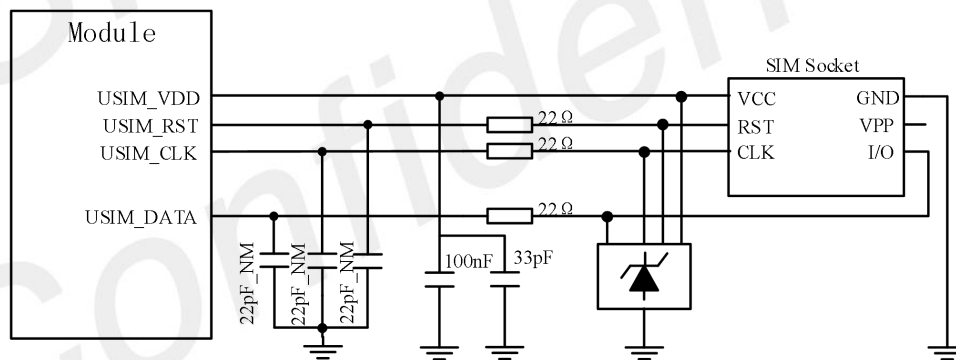 Module
SIM Socket
USIM_VDD
VCC
GND
USIM_RST
22Ω
RST
VPP
USIM_CLK
22Ω
CLK
I/O
USIM_DATA
22Ω
22pF_NM
22pF_NM
22pF_NM
100nF
33pF